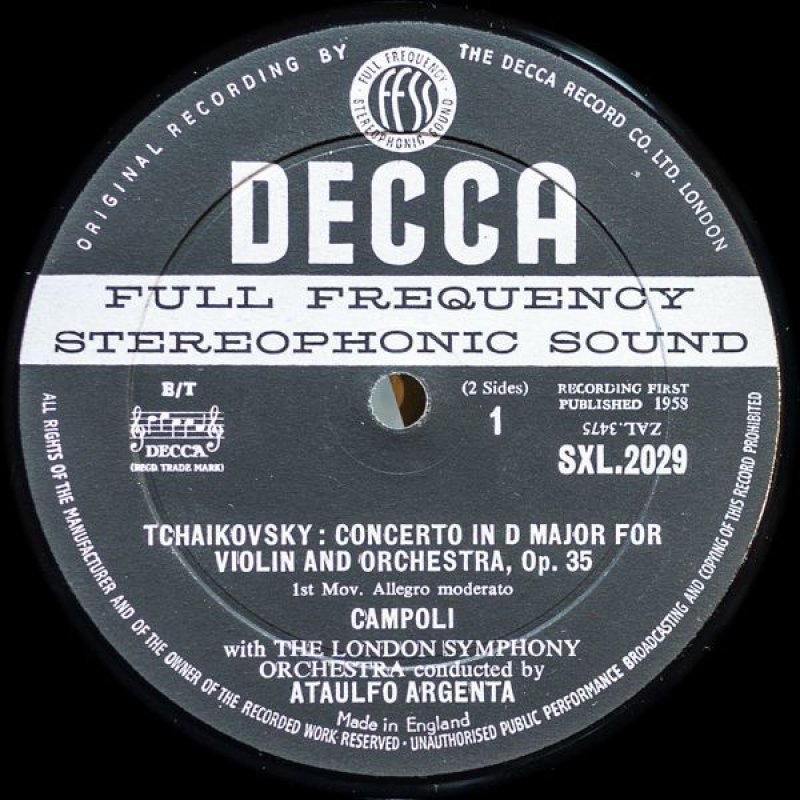 ORIGINAL RECORDING BY
THE DECCA RECORD CO. LTD. LONDON
FULL FREQUENCY
STEREOPHONIC SOUND
FFSS
DECCA
FULL FREQUENCY
STEREOPHONIC SOUND
B/T
DECCA
(REGD TRADE MARK)
(2 Sides)
1
RECORDING FIRST
PUBLISHED 1958
ZAL.3475
SXL.2029
TCHAIKOVSKY : CONCERTO IN D MAJOR FOR
VIOLIN AND ORCHESTRA, Op. 35
1st Mov. Allegro moderato
CAMPOLI
with THE LONDON SYMPHONY
ORCHESTRA conducted by
ATAULFO ARGENTA
Made in England
ALL RIGHTS OF THE MANUFACTURER AND OF THE OWNER OF THE RECORDED WORK RESERVED · UNAUTHORISED PUBLIC PERFORMANCE BROADCASTING AND COPYING OF THIS RECORD PROHIBITED